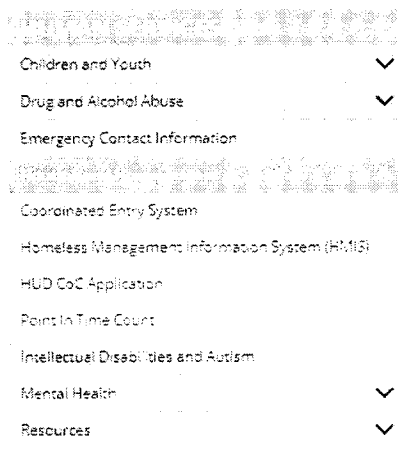 Children and Youth
Drug and Alcohol Abuse
Emergency Contact Information
Coordinated Entry System
Homeless Management Information System (HMIS)
HUD CoC Application
Point In Time Count
Intellectual Disabilities and Autism
Mental Health
Resources